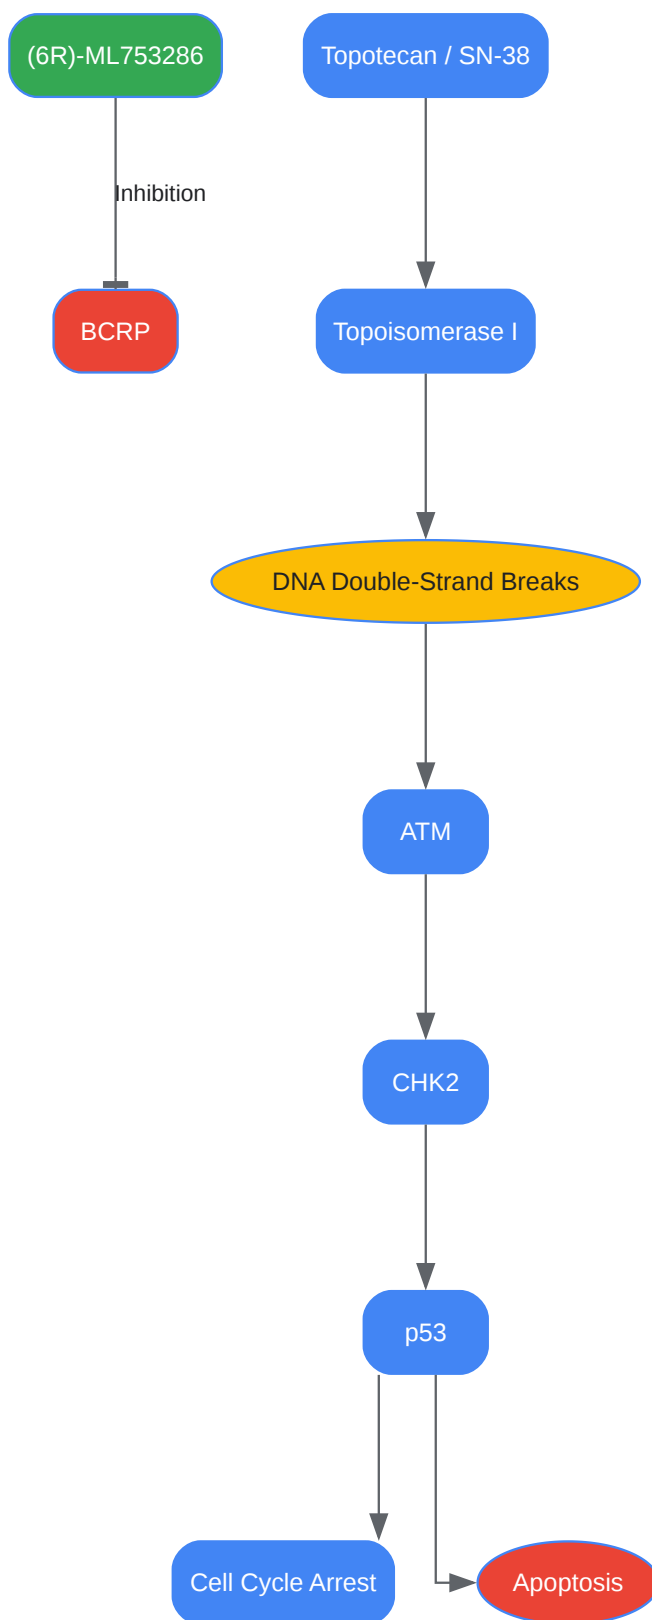 (6R)-ML753286
Topotecan / SN-38
Inhibition
BCRP
Topoisomerase I
DNA Double-Strand Breaks
ATM
CHK2
p53
Cell Cycle Arrest
Apoptosis